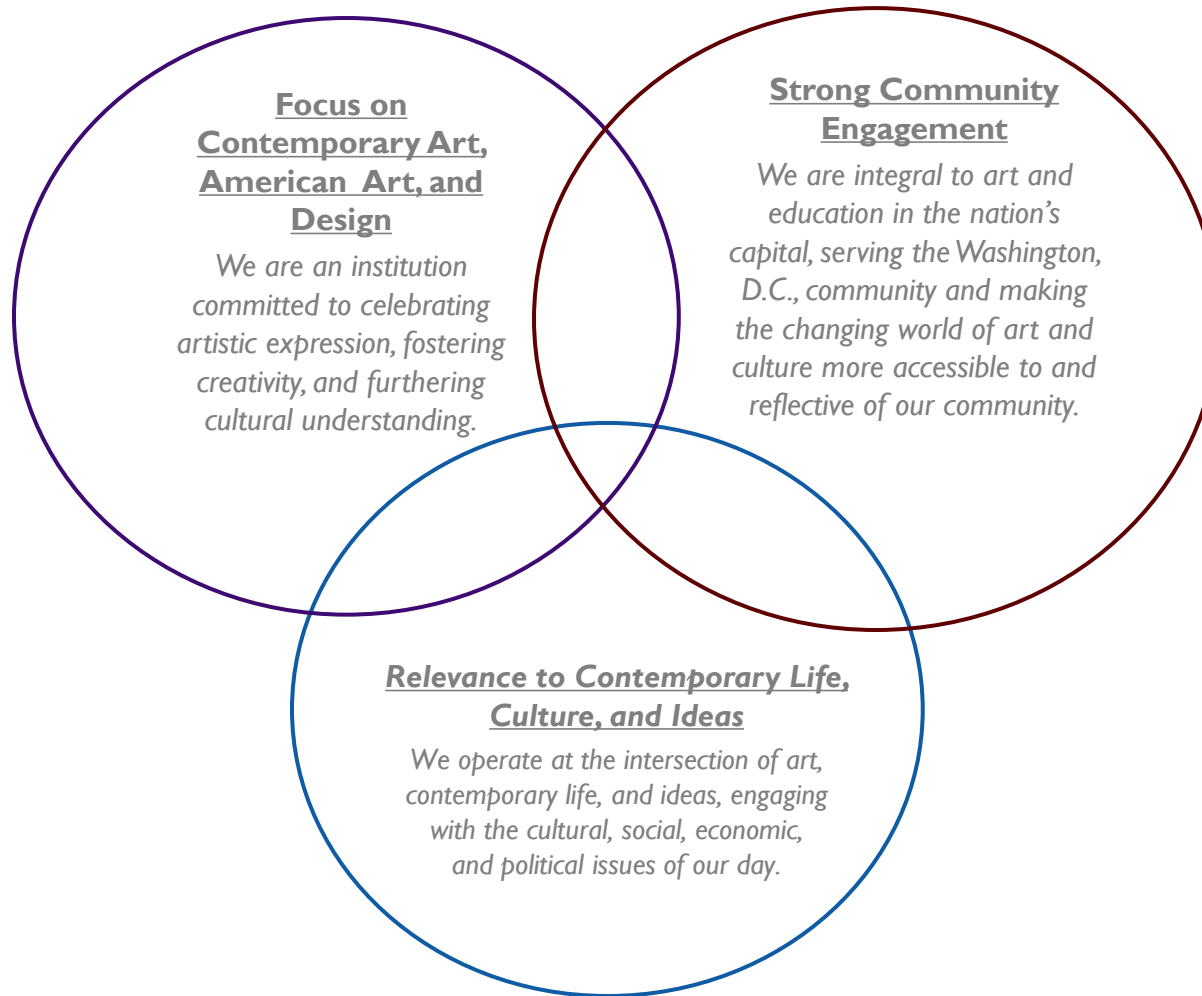 Focus on
Contemporary Art,
American Art, and
Design
We are an institution
committed to celebrating
artistic expression, fostering
creativity, and furthering
cultural understanding.
Strong Community
Engagement
We are integral to art and
education in the nation’s
capital, serving the Washington,
D.C., community and making
the changing world of art and
culture more accessible to and
reflective of our community.
Relevance to Contemporary Life,
Culture, and Ideas
We operate at the intersection of art,
contemporary life, and ideas, engaging
with the cultural, social, economic,
and political issues of our day.